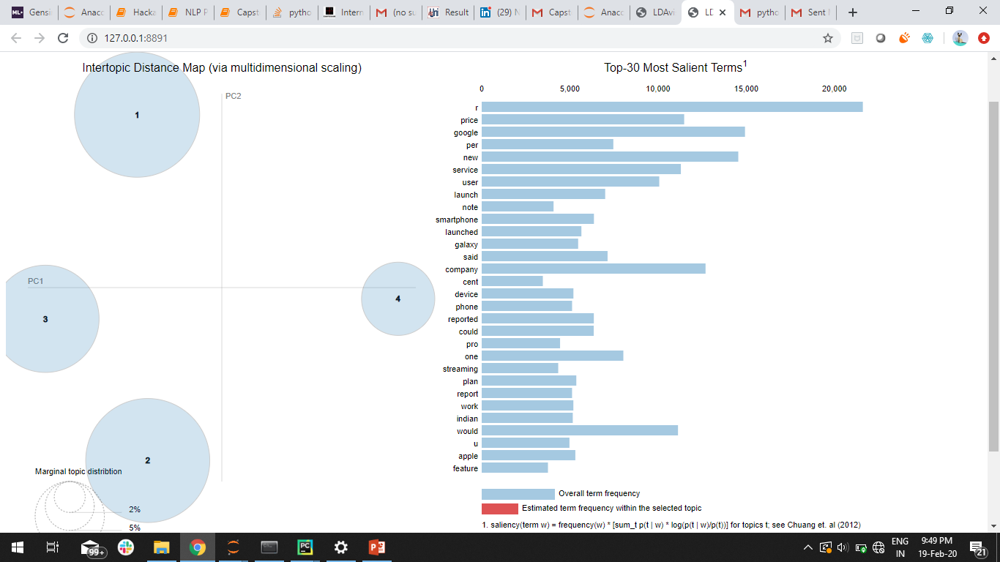 ML+ Gensi
Anaco
Hacka
NLP P
Capst
pytho
Intern
(no su
Result
(29) N
Capst
Anaco
LDAvi
LD
pytho
Sent M
127.0.0.1:8891
Intertopic Distance Map (via multidimensional scaling)
PC2
1
PC1
3
4
2
Marginal topic distribtion
2%
5%
Top-30 Most Salient Terms1
0 5,000 10,000 15,000 20,000
r
price
google
per
new
service
user
launch
note
smartphone
launched
galaxy
said
company
cent
device
phone
reported
could
pro
one
streaming
plan
report
work
indian
would
u
apple
feature
Overall term frequency
Estimated term frequency within the selected topic
1. saliency(term w) = frequency(w) * [sum_t p(t | w) * log(p(t | w)/p(t))] for topics t; see Chuang et. al (2012)
99+
PC
ENG
IN
9:49 PM
19-Feb-20
21